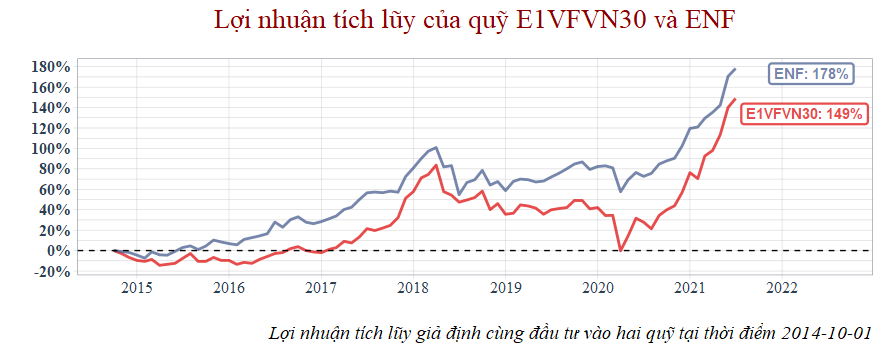 Lợi nhuận tích lũy của quỹ E1VFVN30 và ENF
180%
160%
140%
120%
100%
80%
60%
40%
20%
0%
-20%
ENF: 178%
E1VFVN30: 149%
2015 2016 2017 2018 2019 2020 2021 2022
Lợi nhuận tích lũy giả định cùng đầu tư vào hai quỹ tại thời điểm 2014-10-01